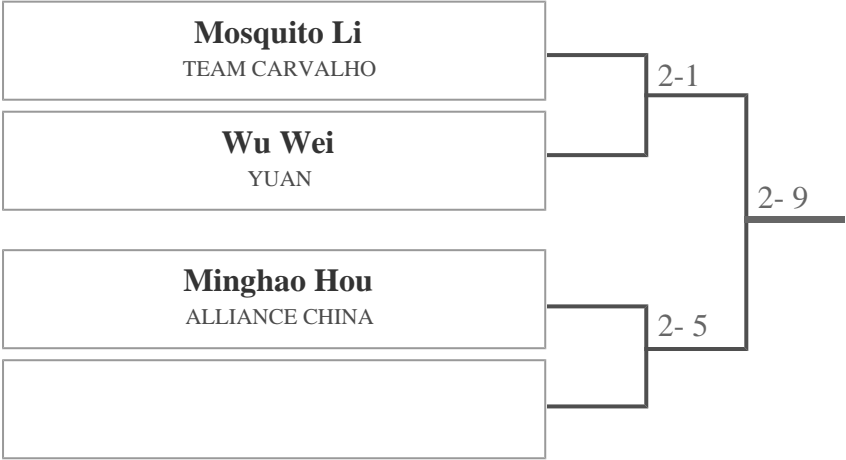 Mosquito Li
TEAM CARVALHO
2-1
Wu Wei
YUAN
2- 9
Minghao Hou
ALLIANCE CHINA
2- 5